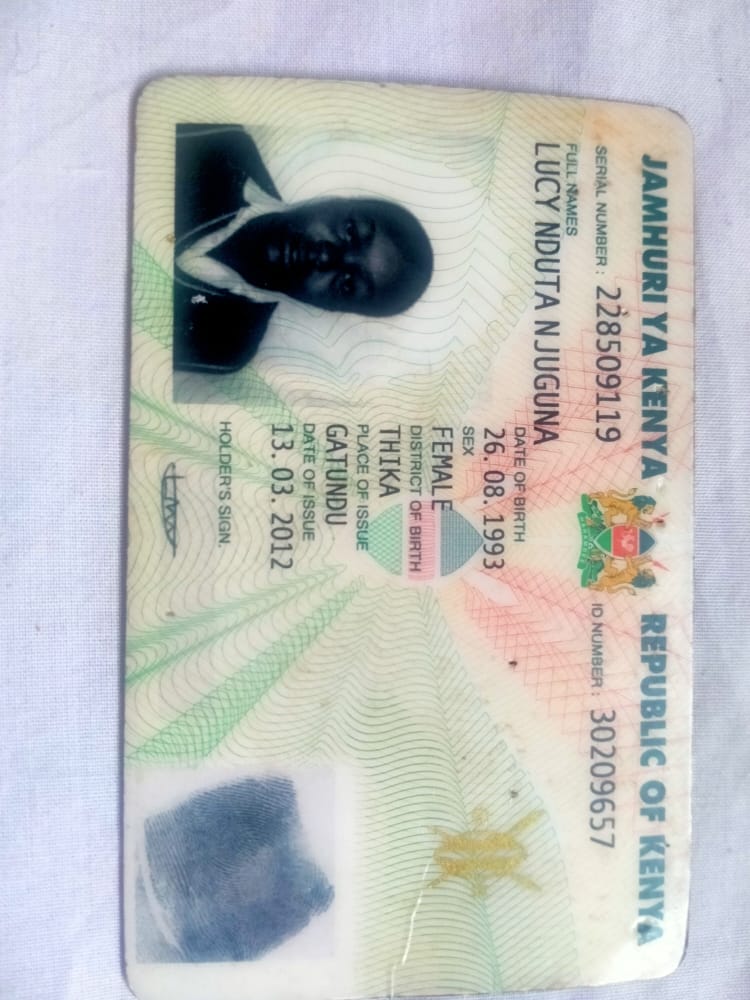 JAMHURI YA KENYA REPUBLIC OF KENYA
SERIAL NUMBER: 228509119 ID NUMBER: 30209657
FULL NAMES
LUCY NDUTA NJUGUNA
DATE OF BIRTH
26.08.1993
SEX
FEMALE
DISTRICT OF BIRTH
THIKA
PLACE OF ISSUE
GATUNDU
DATE OF ISSUE
13.03.2012
HOLDER'S SIGN.